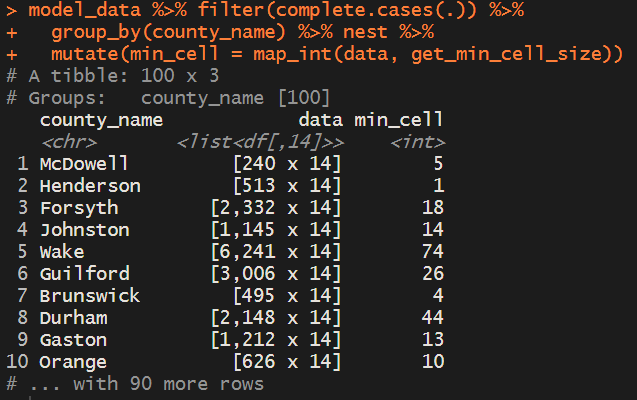 > model_data %>% filter(complete.cases(.)) %>%
+   group_by(county_name) %>% nest %>%
+   mutate(min_cell = map_int(data, get_min_cell_size))
# A tibble: 100 x 3
# Groups:   county_name [100]
   county_name            data min_cell
   <chr>       <list<df[,14]>>    <int>
 1 McDowell         [240 x 14]        5
 2 Henderson        [513 x 14]        1
 3 Forsyth        [2,332 x 14]       18
 4 Johnston       [1,145 x 14]       14
 5 Wake           [6,241 x 14]       74
 6 Guilford       [3,006 x 14]       26
 7 Brunswick        [495 x 14]        4
 8 Durham         [2,148 x 14]       44
 9 Gaston         [1,212 x 14]       13
10 Orange           [626 x 14]       10
# ... with 90 more rows